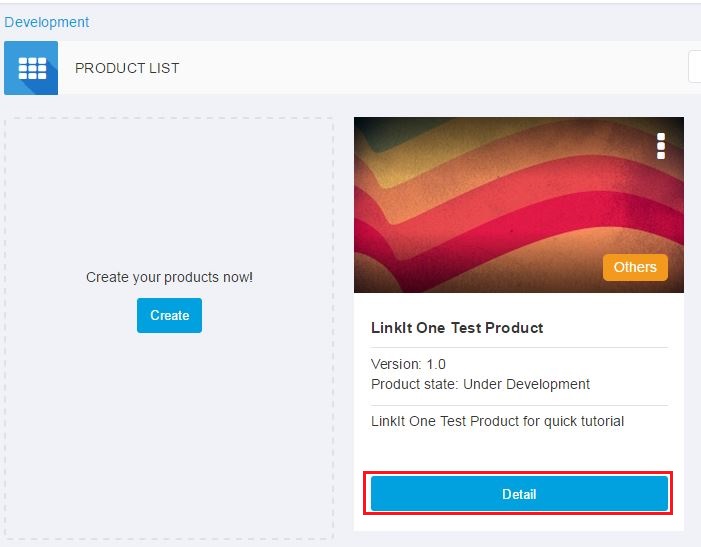 Development
PRODUCT LIST
Create your products now!
Create
Others
LinkIt One Test Product
Version: 1.0
Product state: Under Development
LinkIt One Test Product for quick tutorial
Detail